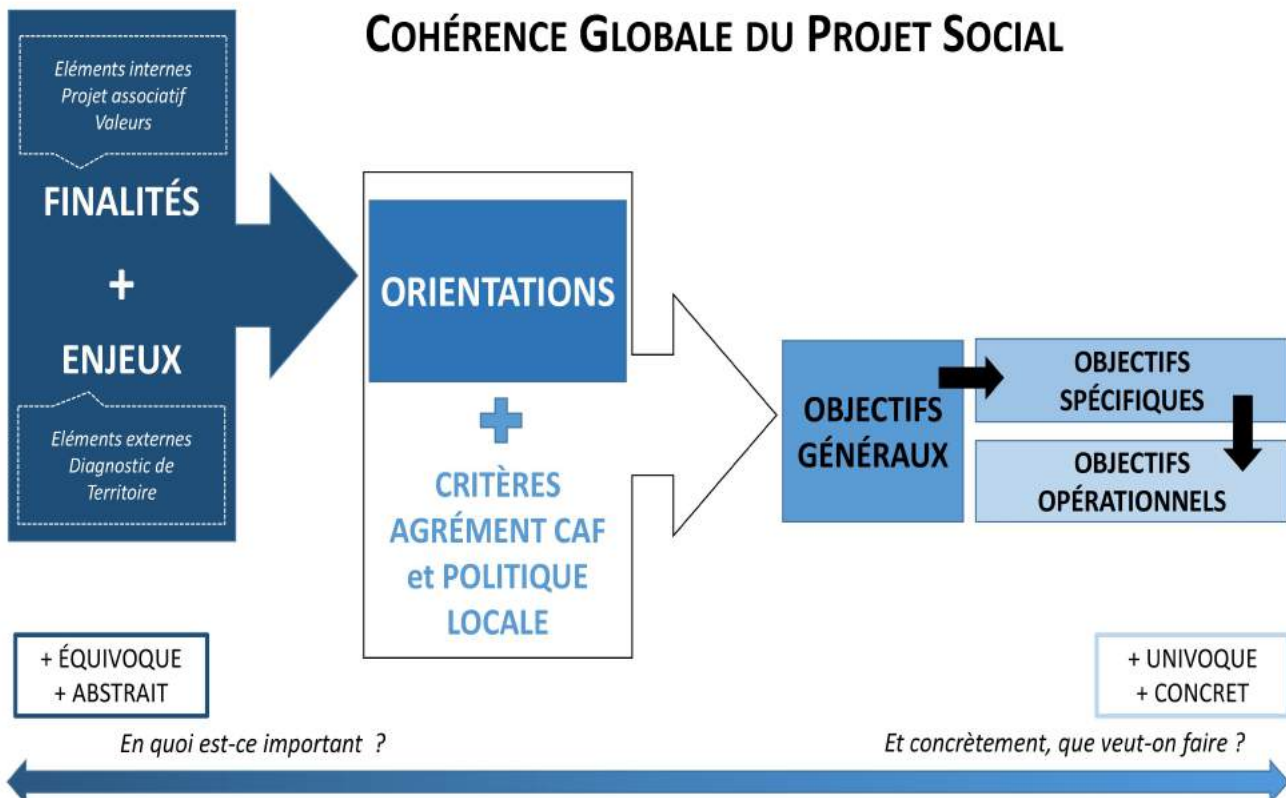 COHÉRENCE GLOBALE DU PROJET SOCIAL
Eléments internes
Projet associatif
Valeurs
FINALITÉS
+
ENJEUX
Eléments externes
Diagnostic de
Territoire
ORIENTATIONS
+
CRITÈRES
AGRÉMENT CAF
et POLITIQUE
LOCALE
OBJECTIFS
GÉNÉRAUX
OBJECTIFS
SPÉCIFIQUES
OBJECTIFS
OPÉRATIONNELS
+ ÉQUIVOQUE
+ ABSTRAIT
+ UNIVOQUE
+ CONCRET
En quoi est-ce important ?
Et concrètement, que veut-on faire ?